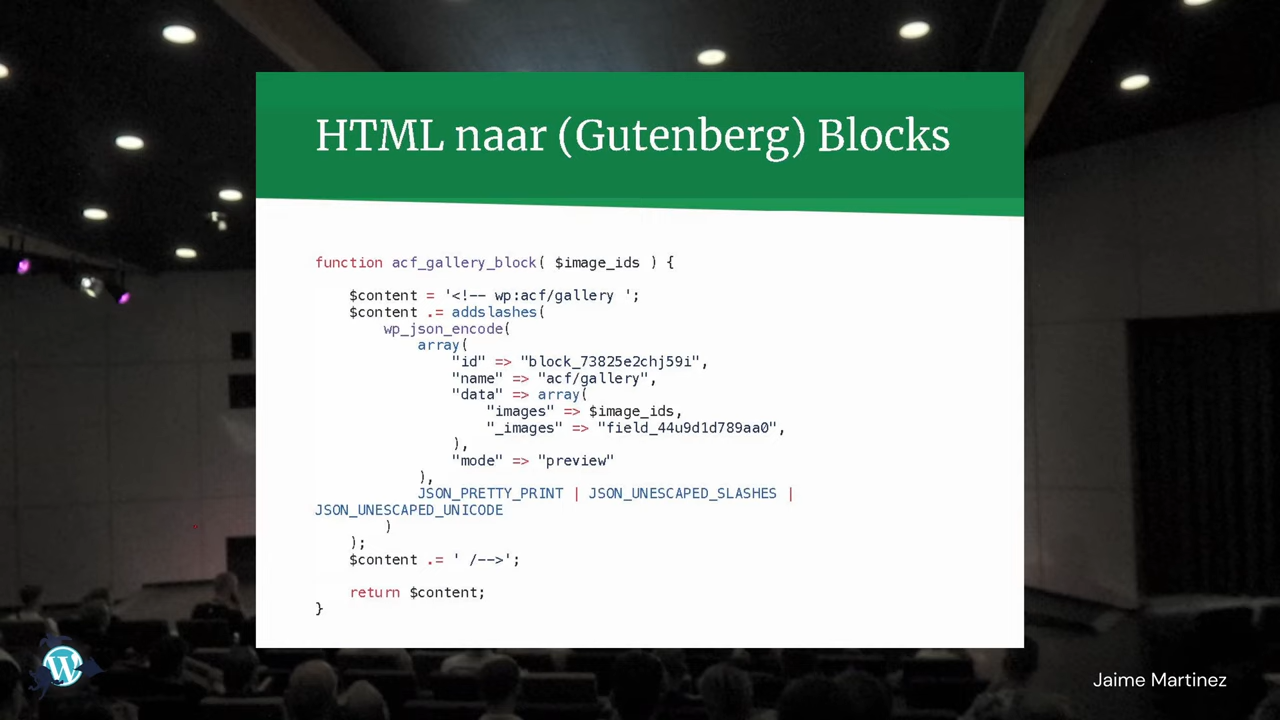 HTML naar (Gutenberg) Blocks
function acf_gallery_block( $image_ids ) {
    $content = '<!-- wp:acf/gallery ';
    $content .= addslashes(
        wp_json_encode(
            array(
                "id" => "block_73825e2chj59i",
                "name" => "acf/gallery",
                "data" => array(
                    "images" => $image_ids,
                    "_images" => "field_44u9d1d789aa0",
                ),
                "mode" => "preview"
            ),
            JSON_PRETTY_PRINT | JSON_UNESCAPED_SLASHES |
JSON_UNESCAPED_UNICODE
        )
    );
    $content .= ' /-->';
    return $content;
}
Jaime Martinez